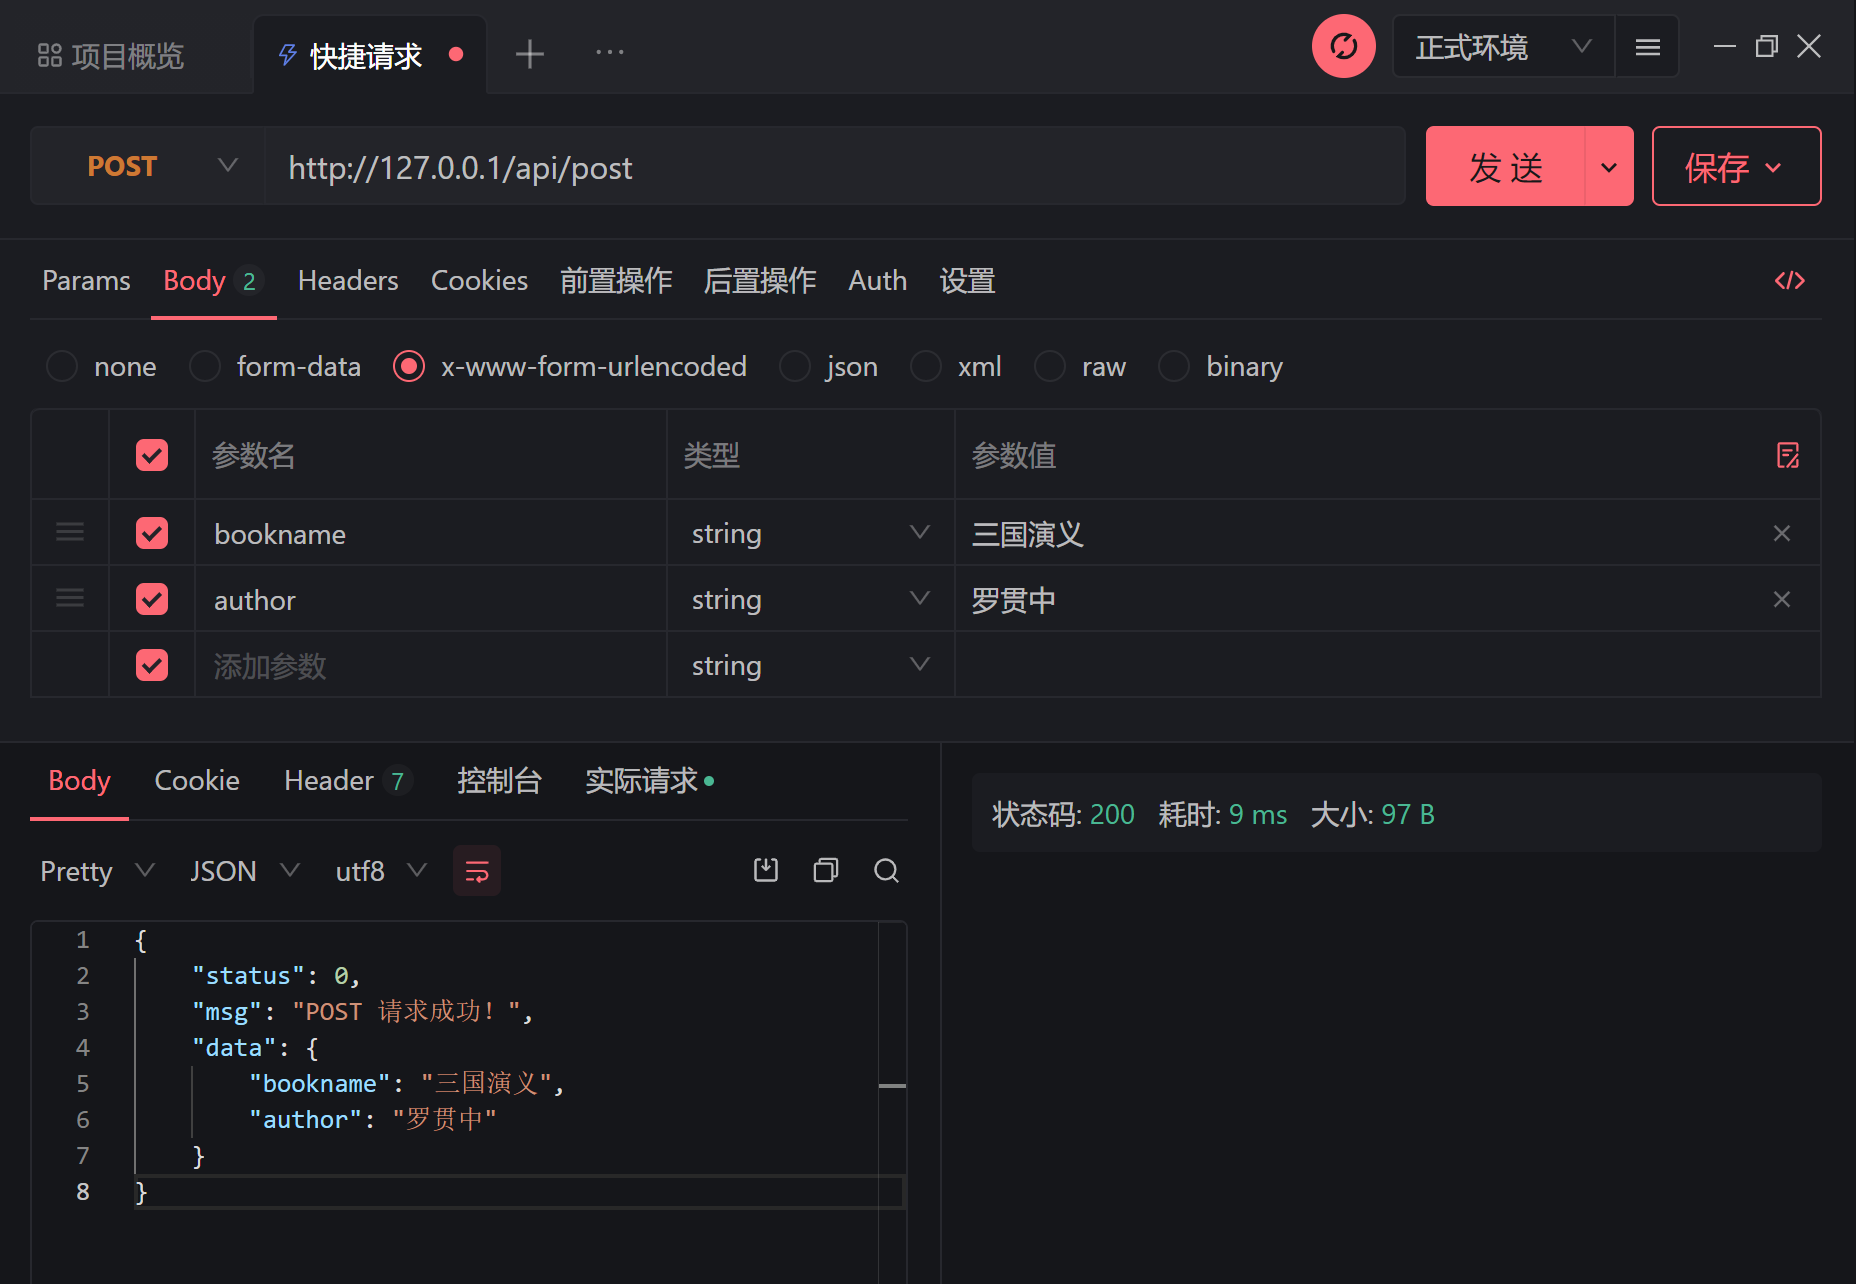 项目概览 快捷请求 正式环境
POST http://127.0.0.1/api/post 发 送 保存
Params Body 2 Headers Cookies 前置操作 后置操作 Auth 设置 </>
none form-data x-www-form-urlencoded json xml raw binary
参数名 类型 参数值
bookname string 三国演义
author string 罗贯中
添加参数 string
Body Cookie Header 7 控制台 实际请求
状态码: 200 耗时: 9 ms 大小: 97 B
Pretty JSON utf8
1 {
2 "status": 0,
3 "msg": "POST 请求成功！",
4 "data": {
5 "bookname": "三国演义",
6 "author": "罗贯中"
7 }
8 }